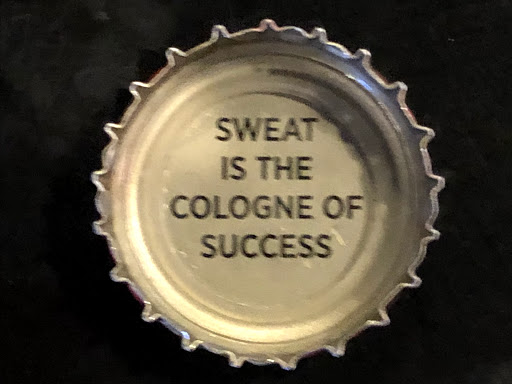 SWEAT
IS THE
COLOGNE OF
SUCCESS